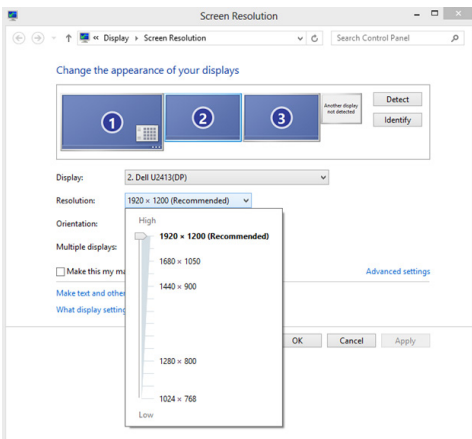 Screen Resolution
« Display › Screen Resolution
Search Control Panel
Change the appearance of your displays
1
2
3
Another display
not detected
Detect
Identify
Display:
2. Dell U2413(DP)
Resolution:
1920 × 1200 (Recommended)
Orientation:
Multiple displays:
High
1920 × 1200 (Recommended)
1680 × 1050
1440 × 900
1280 × 800
1024 × 768
Low
Make this my ma
Advanced settings
Make text and other
What display setting
OK
Cancel
Apply